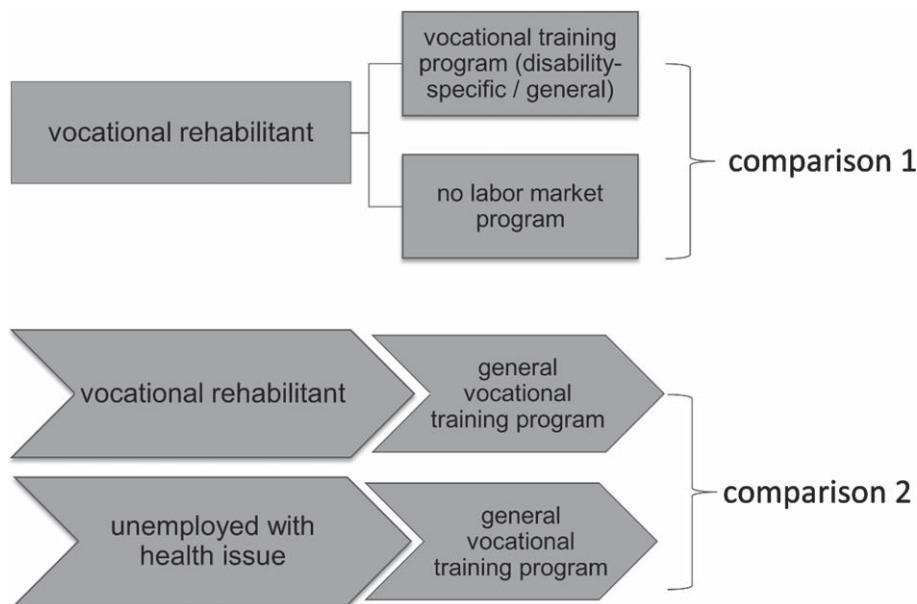 vocational training
program (disability-
specific / general)
vocational rehabilitant
no labor market
program
comparison 1
vocational rehabilitant
general
vocational
training program
unemployed with
health issue
general
vocational
training program
comparison 2